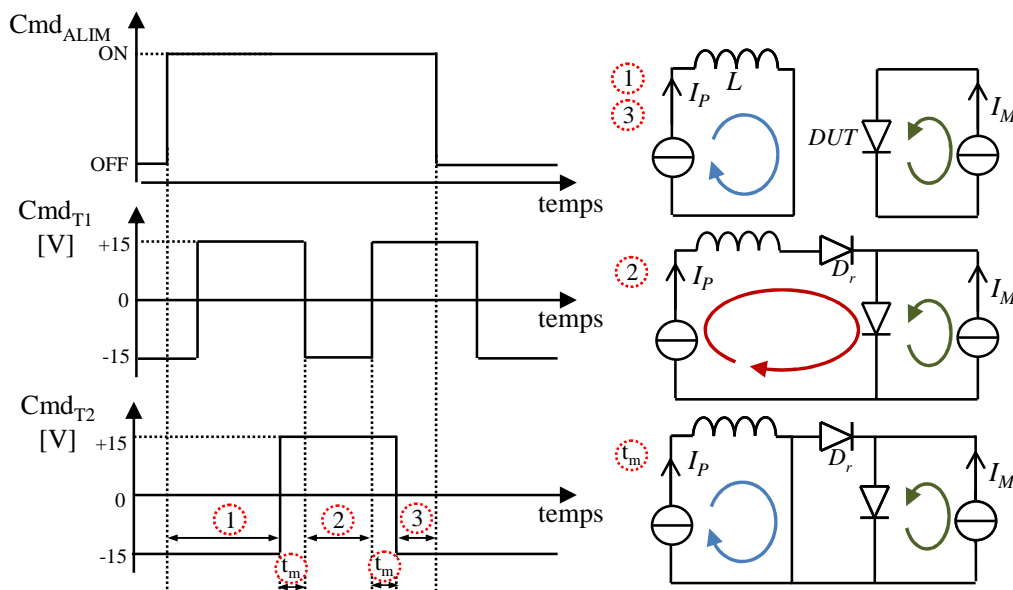 Cmd_ALIM
ON
OFF
temps
Cmd_T1
[V]
+15
0
-15
temps
Cmd_T2
[V]
+15
0
-15
temps
1
2
3
t_m
t_m
1
3
I_P
L
DUT
I_M
2
I_P
D_r
I_M
t_m
I_P
D_r
I_M